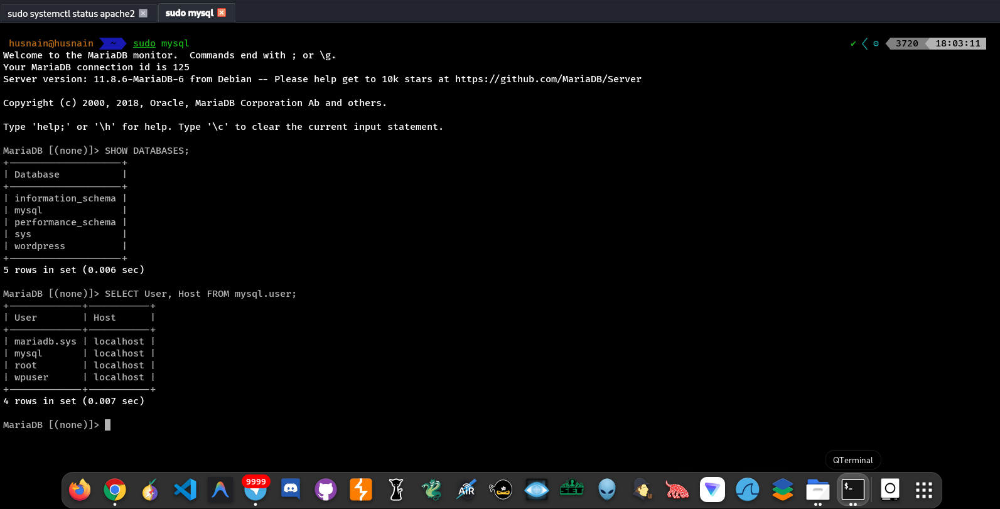 sudo systemctl status apache2
sudo mysql
husnain@husnain ~ sudo mysql ✔ ⚙ 3720 18:03:11
Welcome to the MariaDB monitor.  Commands end with ; or \g.
Your MariaDB connection id is 125
Server version: 11.8.6-MariaDB-6 from Debian -- Please help get to 10k stars at https://github.com/MariaDB/Server
Copyright (c) 2000, 2018, Oracle, MariaDB Corporation Ab and others.
Type 'help;' or '\h' for help. Type '\c' to clear the current input statement.
MariaDB [(none)]> SHOW DATABASES;
+--------------------+
| Database           |
+--------------------+
| information_schema |
| mysql              |
| performance_schema |
| sys                |
| wordpress          |
+--------------------+
5 rows in set (0.006 sec)
MariaDB [(none)]> SELECT User, Host FROM mysql.user;
+-------------+-----------+
| User        | Host      |
+-------------+-----------+
| mariadb.sys | localhost |
| mysql       | localhost |
| root        | localhost |
| wpuser      | localhost |
+-------------+-----------+
4 rows in set (0.007 sec)
MariaDB [(none)]>
QTerminal
9999
AIR
SET
$_